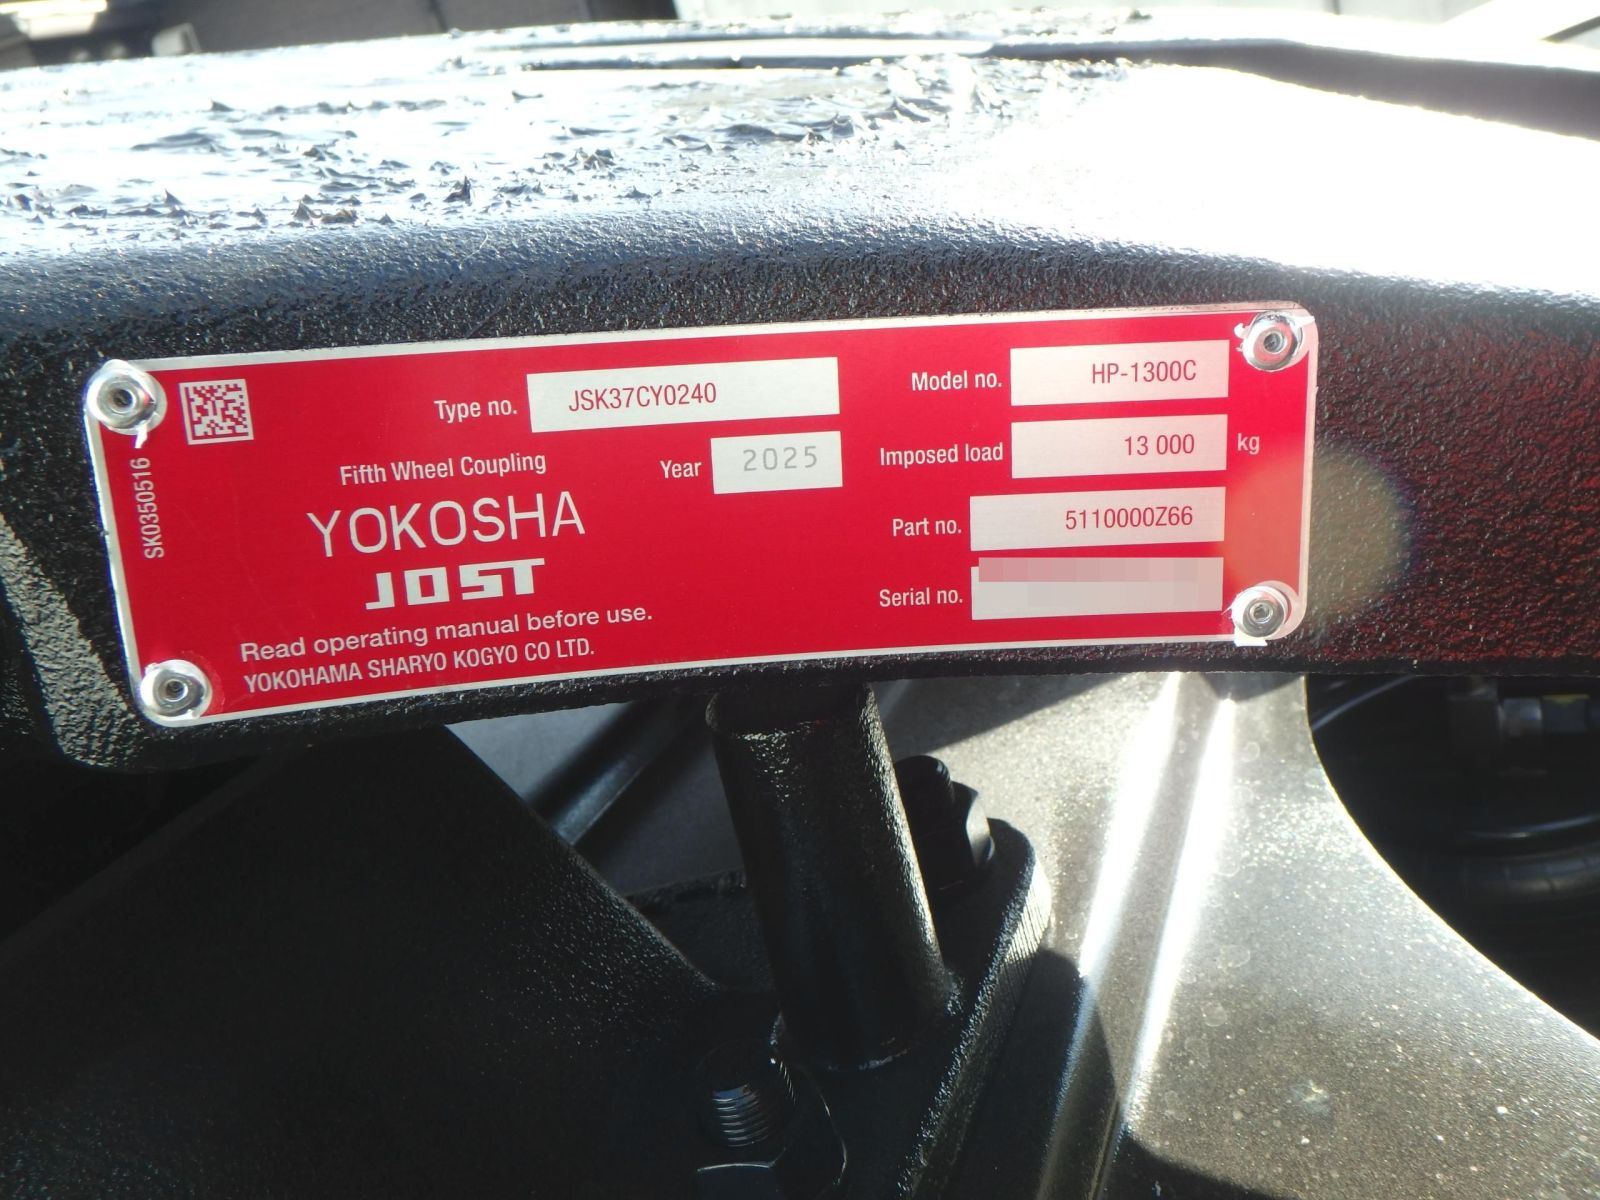 Type no. JSK37CY0240
Model no. HP-1300C
Fifth Wheel Coupling
Year 2025
Imposed load 13 000 kg
YOKOSHA
JOST
Part no. 5110000Z66
Serial no.
Read operating manual before use.
YOKOHAMA SHARYO KOGYO CO LTD.
SK0350516